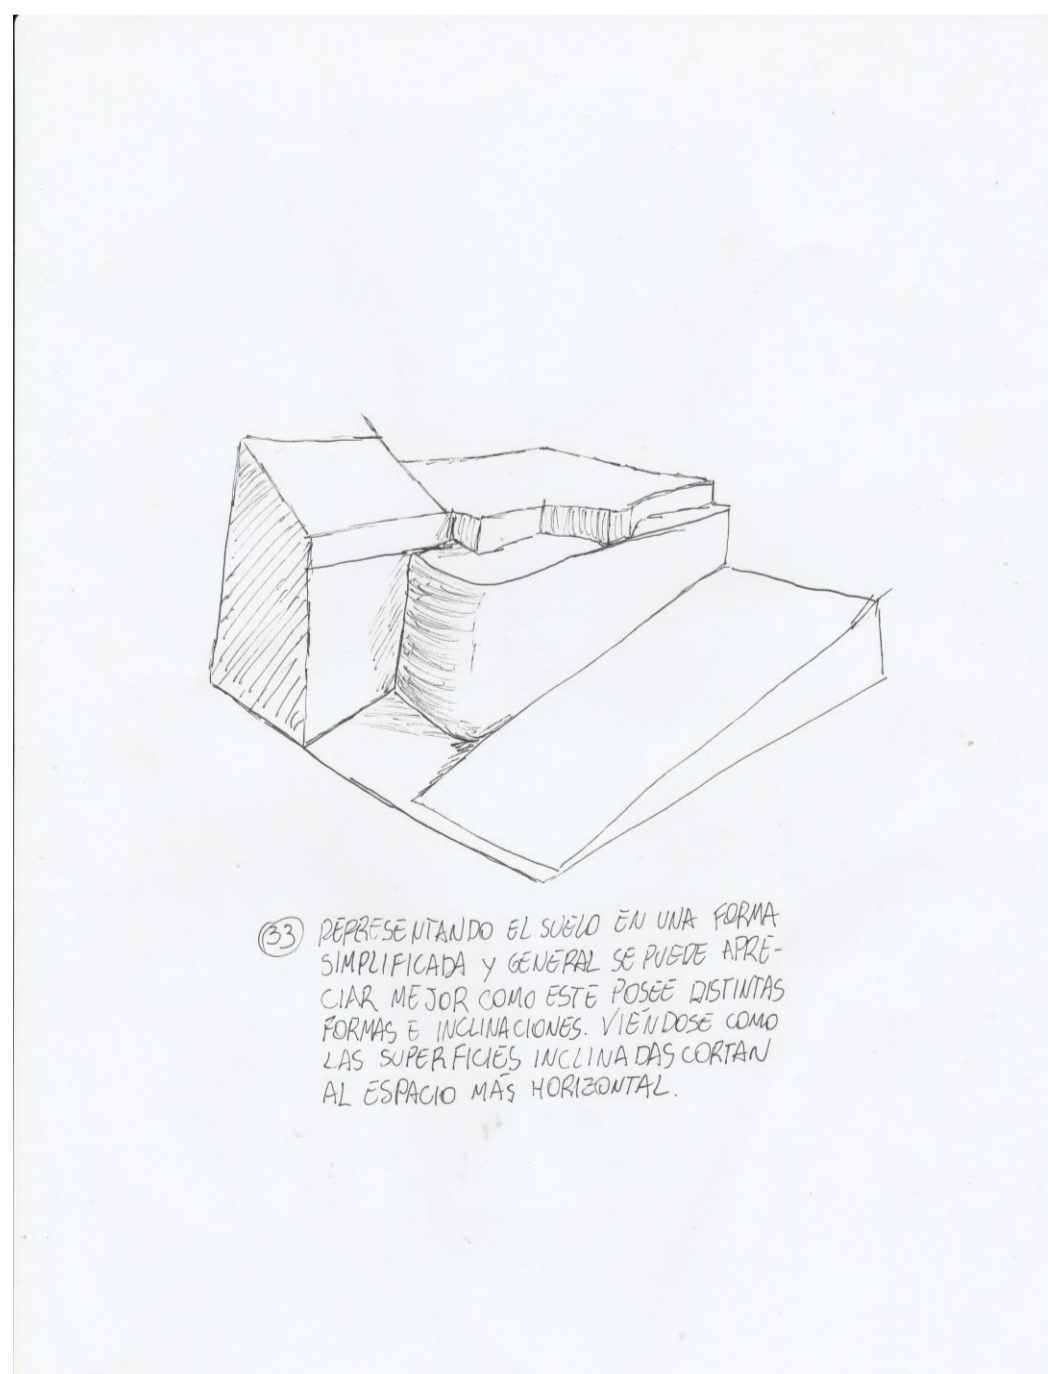 33 REPRESENTANDO EL SUELO EN UNA FORMA
SIMPLIFICADA Y GENERAL SE PUEDE APRE-
CIAR MEJOR COMO ESTE POSEE DISTINTAS
FORMAS E INCLINACIONES. VIÉNDOSE COMO
LAS SUPERFICIES INCLINADAS CORTAN
AL ESPACIO MÁS HORIZONTAL.